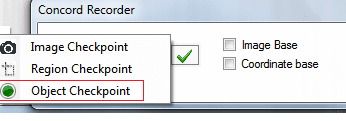 Concord Recorder
Image Checkpoint
Region Checkpoint
Object Checkpoint
Image Base
Coordinate base